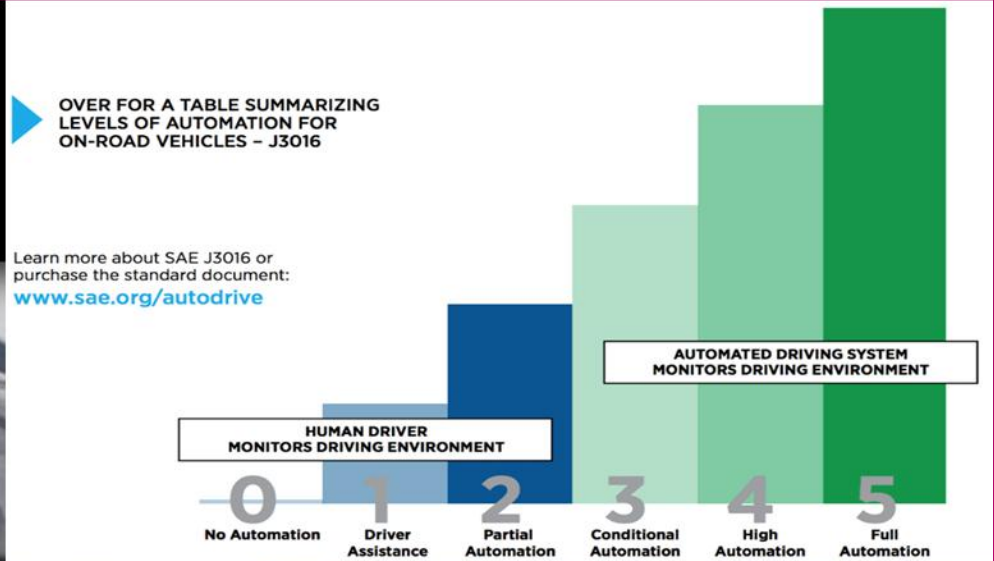 OVER FOR A TABLE SUMMARIZING
LEVELS OF AUTOMATION FOR
ON-ROAD VEHICLES – J3016
Learn more about SAE J3016 or
purchase the standard document:
www.sae.org/autodrive
AUTOMATED DRIVING SYSTEM
MONITORS DRIVING ENVIRONMENT
HUMAN DRIVER
MONITORS DRIVING ENVIRONMENT
0
No Automation
1
Driver
Assistance
2
Partial
Automation
3
Conditional
Automation
4
High
Automation
5
Full
Automation